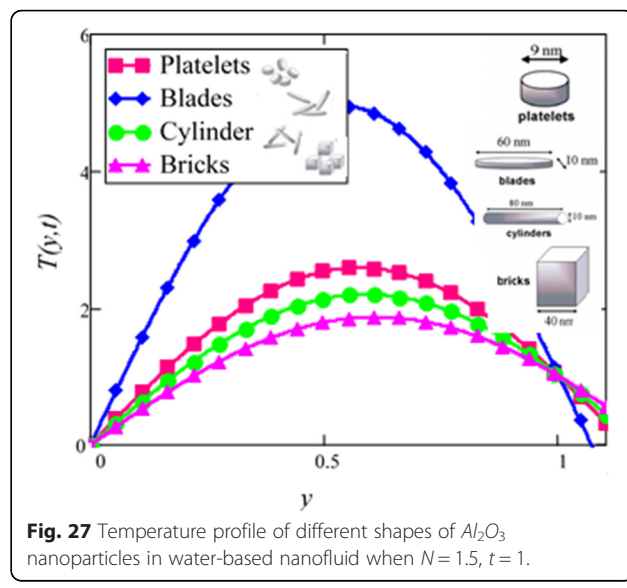 6
4
2
0
T(y,t)
Platelets
Blades
Cylinder
Bricks
9 nm
platelets
60 nm
10 nm
blades
80 nm
10 nm
cylinders
bricks
40 nm
0 0.5 1
y
Fig. 27 Temperature profile of different shapes of Al₂O₃
nanoparticles in water-based nanofluid when N = 1.5, t = 1.